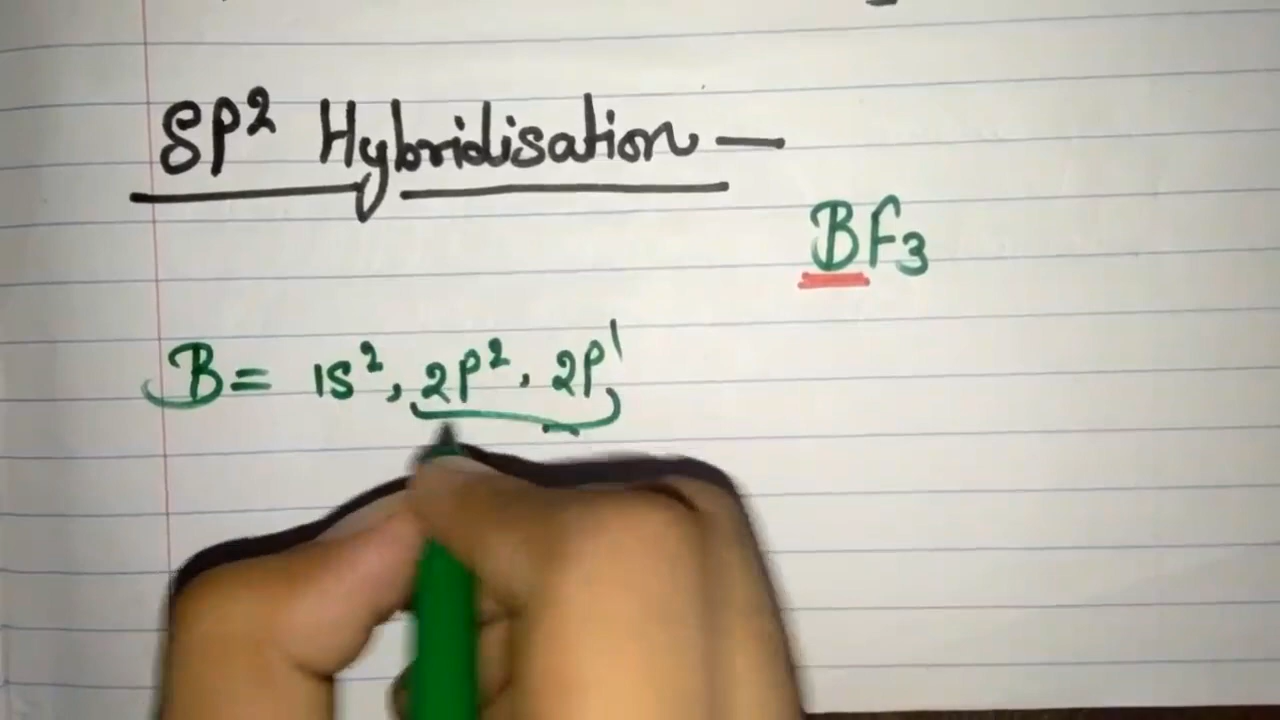 SP² Hybridisation —
BF₃
B = 1S², 2P², 2P¹